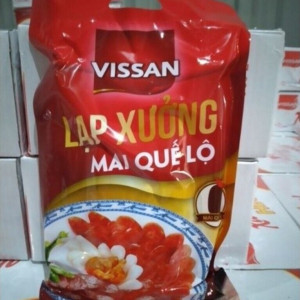 VISSAN
LẠP XƯỞNG
MAI QUẾ LỘ